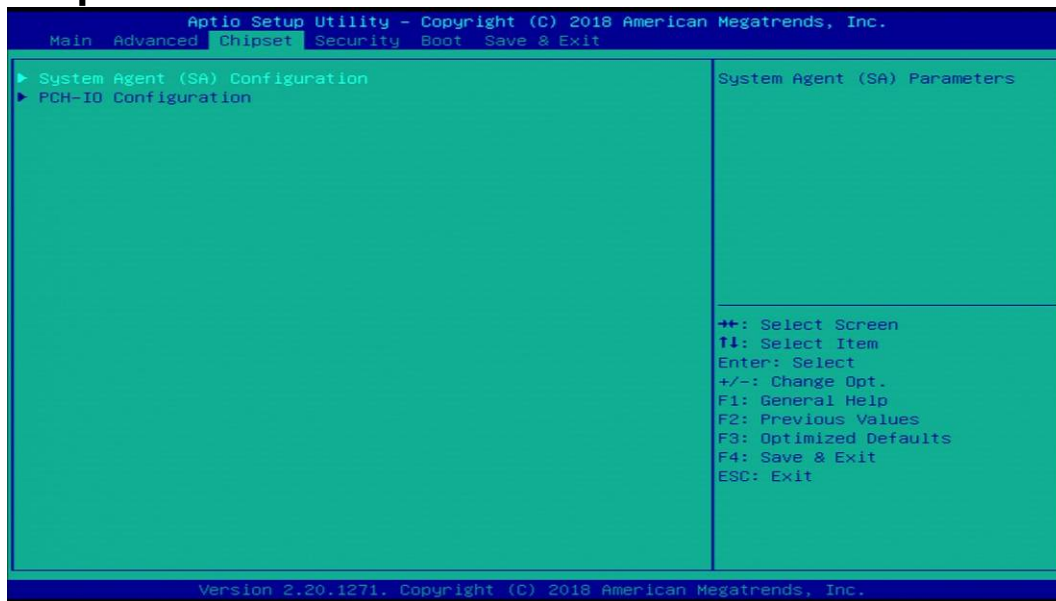 Aptio Setup Utility – Copyright (C) 2018 American Megatrends, Inc.
Main Advanced Chipset Security Boot Save & Exit
▶ System Agent (SA) Configuration
▶ PCH-IO Configuration
System Agent (SA) Parameters
→←: Select Screen
↑↓: Select Item
Enter: Select
+/-: Change Opt.
F1: General Help
F2: Previous Values
F3: Optimized Defaults
F4: Save & Exit
ESC: Exit
Version 2.20.1271. Copyright (C) 2018 American Megatrends, Inc.